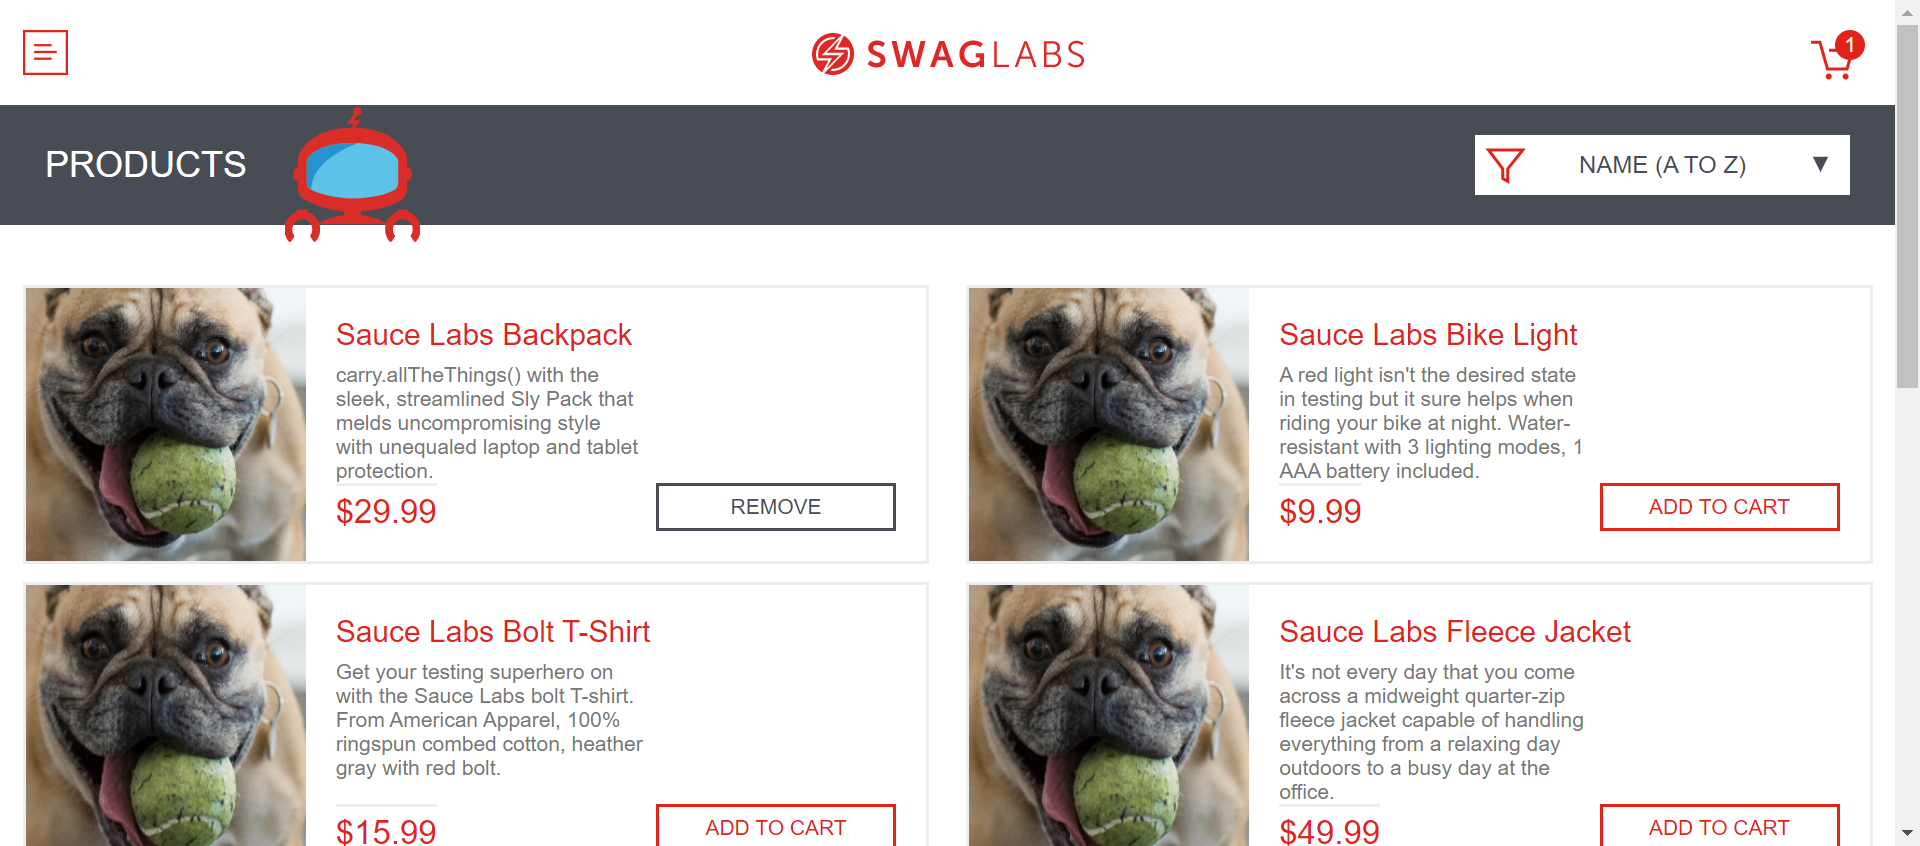 SWAGLABS
1
PRODUCTS
NAME (A TO Z)
Sauce Labs Backpack
carry.allTheThings() with the
sleek, streamlined Sly Pack that
melds uncompromising style
with unequaled laptop and tablet
protection.
$29.99
REMOVE
Sauce Labs Bike Light
A red light isn't the desired state
in testing but it sure helps when
riding your bike at night. Water-
resistant with 3 lighting modes, 1
AAA battery included.
$9.99
ADD TO CART
Sauce Labs Bolt T-Shirt
Get your testing superhero on
with the Sauce Labs bolt T-shirt.
From American Apparel, 100%
ringspun combed cotton, heather
gray with red bolt.
$15.99
ADD TO CART
Sauce Labs Fleece Jacket
It's not every day that you come
across a midweight quarter-zip
fleece jacket capable of handling
everything from a relaxing day
outdoors to a busy day at the
office.
$49.99
ADD TO CART